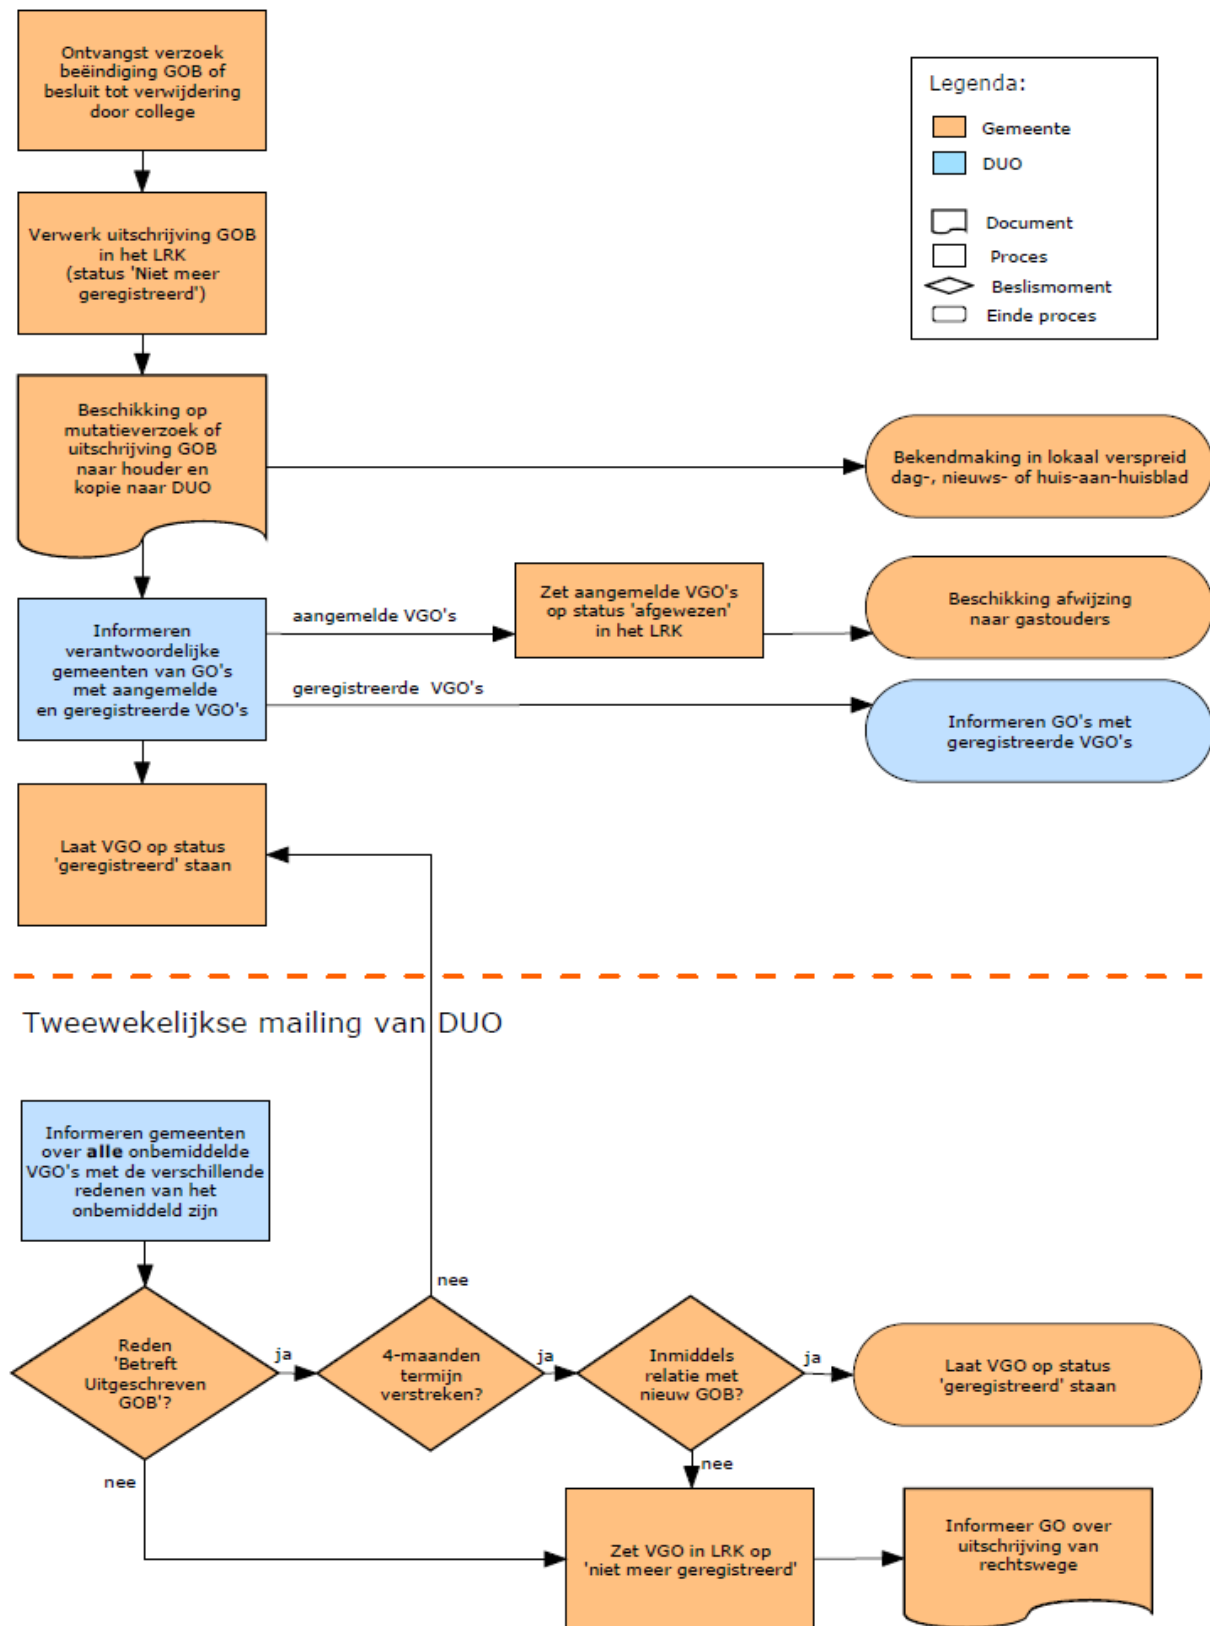 Ontvangst verzoek
beëindiging GOB of
besluit tot verwijdering
door college
Legenda:
Gemeente
DUO
Document
Proces
Beslismoment
Einde proces
Verwerk uitschrijving GOB
in het LRK
(status 'Niet meer
geregistreerd')
Beschikking op
mutatieverzoek of
uitschrijving GOB
naar houder en
kopie naar DUO
Bekendmaking in lokaal verspreid
dag-, nieuws- of huis-aan-huisblad
Informeren
verantwoordelijke
gemeenten van GO's
met aangemelde
en geregistreerde VGO's
aangemelde VGO's
Zet aangemelde VGO's
op status 'afgewezen'
in het LRK
Beschikking afwijzing
naar gastouders
geregistreerde VGO's
Informeren GO's met
geregistreerde VGO's
Laat VGO op status
'geregistreerd' staan
Tweewekelijkse mailing van DUO
Informeren gemeenten
over alle onbemiddelde
VGO's met de verschillende
redenen van het
onbemiddeld zijn
Reden
'Betreft
Uitgeschreven
GOB'?
ja
nee
4-maanden
termijn
verstreken?
nee
ja
Inmiddels
relatie met
nieuw GOB?
ja
nee
Laat VGO op status
'geregistreerd' staan
Zet VGO in LRK op
'niet meer geregistreerd'
Informeer GO over
uitschrijving van
rechtswege